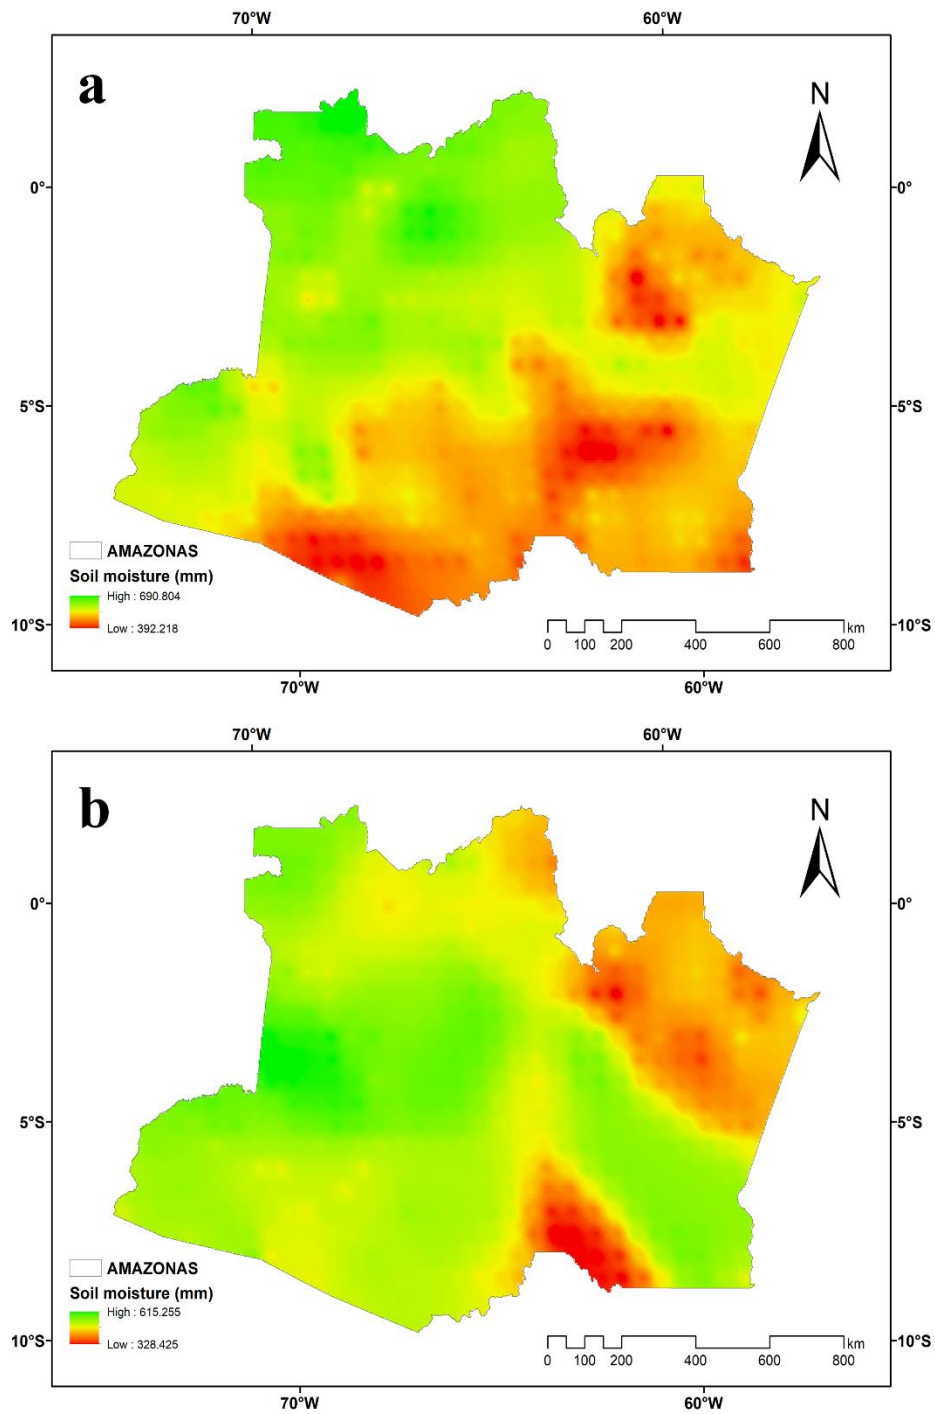 70°W 60°W
a
N
0°
5°S
AMAZONAS
Soil moisture (mm)
High : 690.804
Low : 392.218
10°S 10°S
0 100 200 400 600 800 km
70°W 60°W
70°W 60°W
b
N
0° 0°
5°S 5°S
AMAZONAS
Soil moisture (mm)
High : 615.255
Low : 328.425
10°S 10°S
0 100 200 400 600 800 km
70°W 60°W